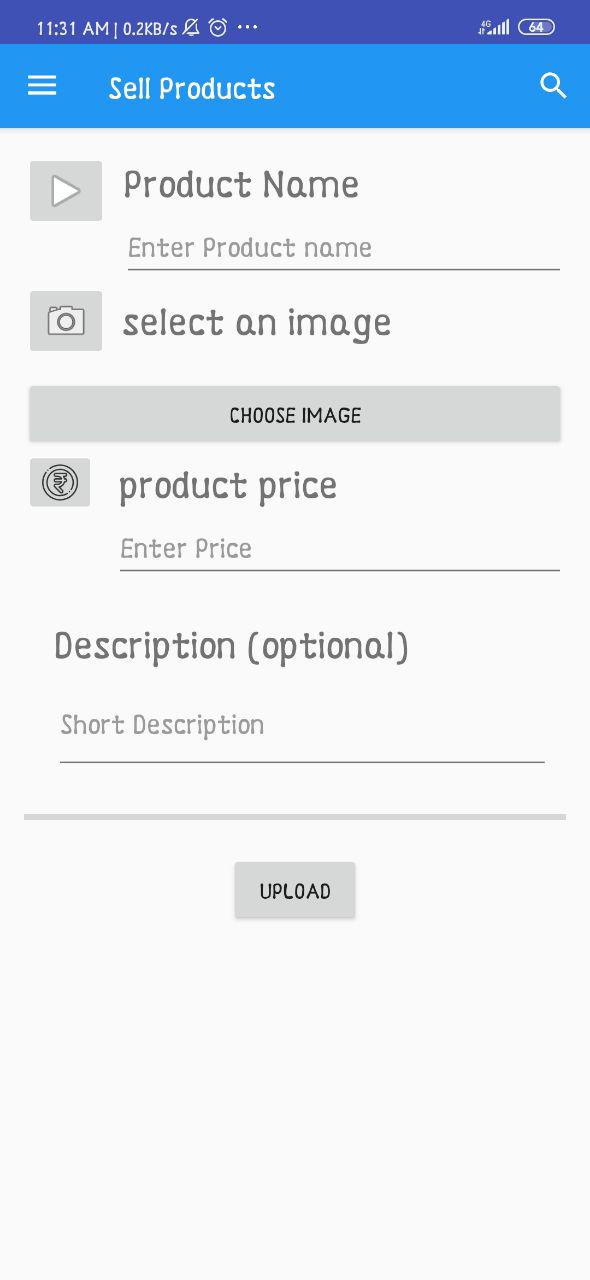 11:31 AM | 0.2KB/s ... 4G 64
Sell Products
Product Name
Enter Product name
select an image
CHOOSE IMAGE
product price
Enter Price
Description (optional)
Short Description
UPLOAD